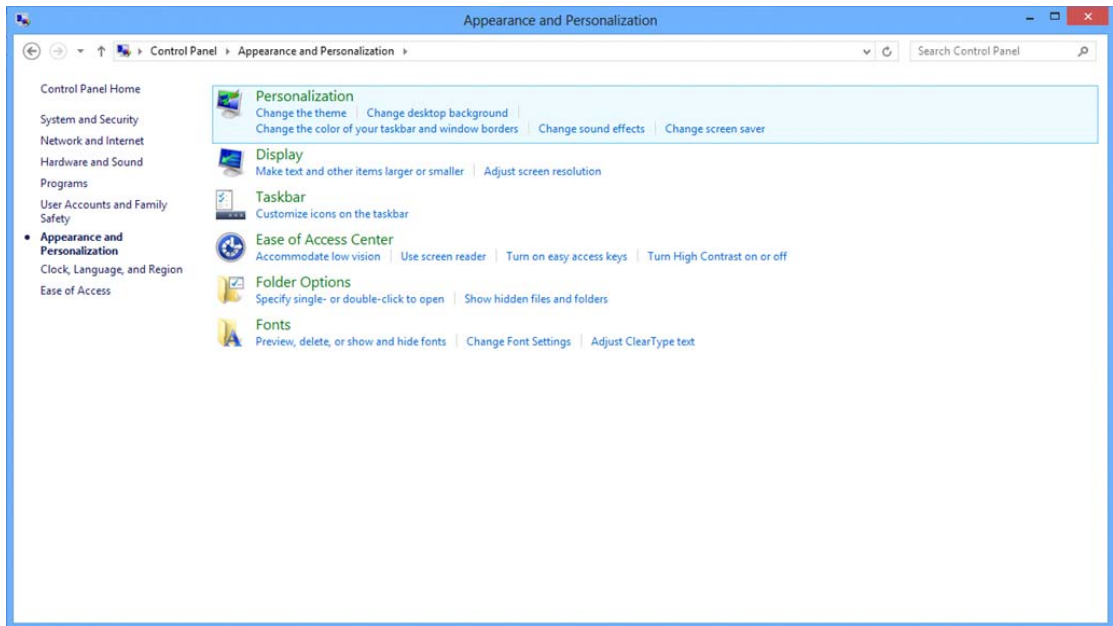 Appearance and Personalization
Control Panel Appearance and Personalization
Search Control Panel
Control Panel Home
System and Security
Network and Internet
Hardware and Sound
Programs
User Accounts and Family
Safety
Appearance and
Personalization
Clock, Language, and Region
Ease of Access
Personalization
Change the theme Change desktop background
Change the color of your taskbar and window borders Change sound effects Change screen saver
Display
Make text and other items larger or smaller Adjust screen resolution
Taskbar
Customize icons on the taskbar
Ease of Access Center
Accommodate low vision Use screen reader Turn on easy access keys Turn High Contrast on or off
Folder Options
Specify single- or double-click to open Show hidden files and folders
Fonts
Preview, delete, or show and hide fonts Change Font Settings Adjust ClearType text